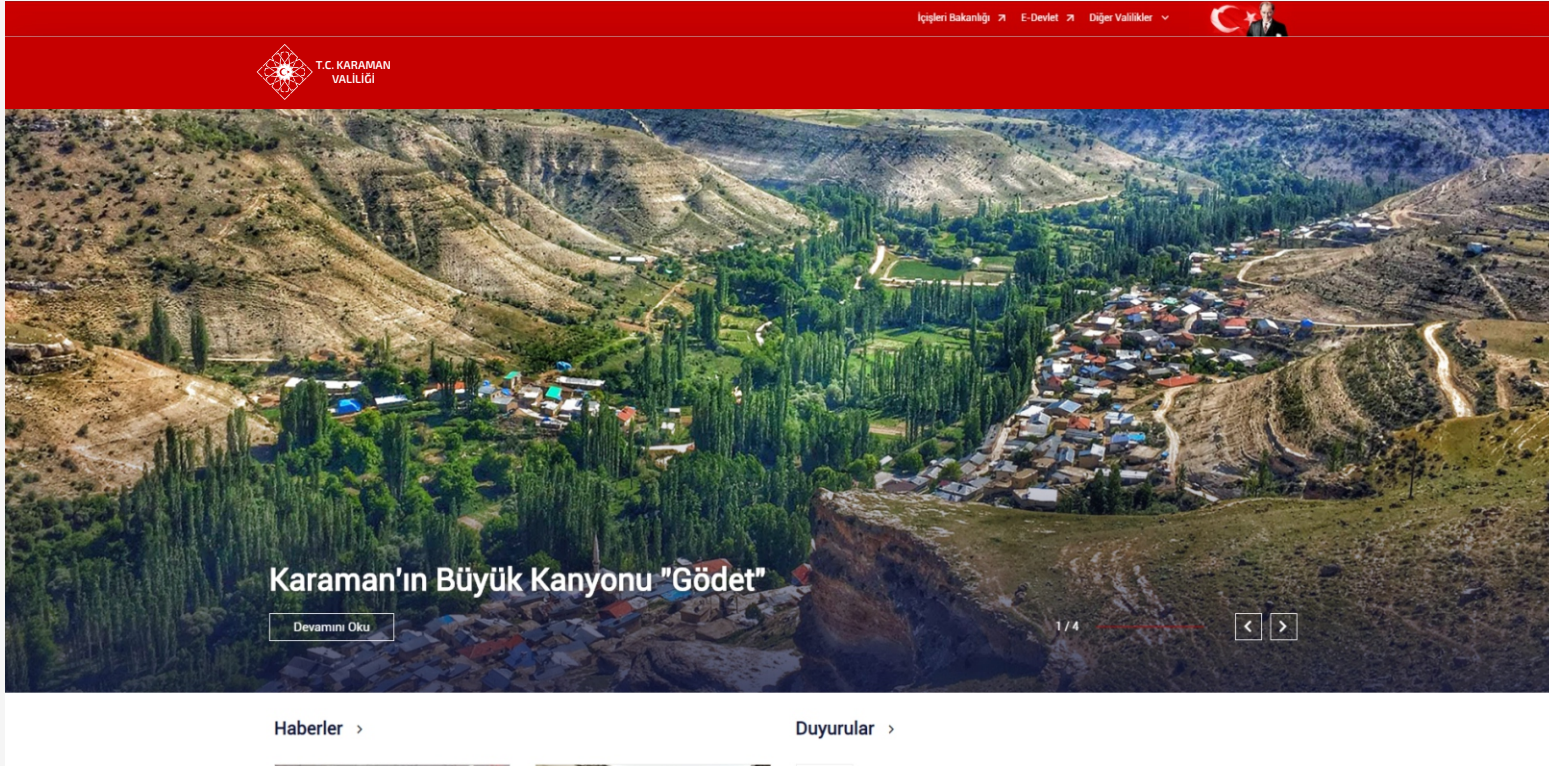 İçişleri Bakanlığı E-Devlet Diğer Valilikler
T.C. KARAMAN
VALİLİĞİ
Karaman'ın Büyük Kanyonu "Gödet"
Devamını Oku
1 / 4
Haberler
Duyurular